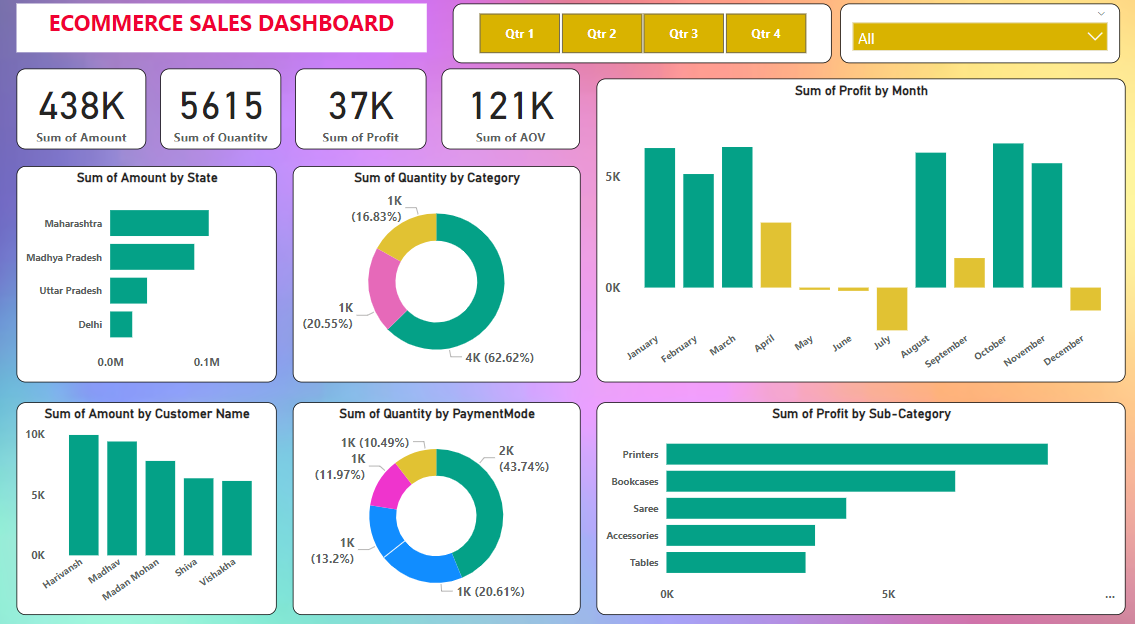 ECOMMERCE SALES DASHBOARD
Qtr 1
Qtr 2
Qtr 3
Qtr 4
All
438K
Sum of Amount
5615
Sum of Quantity
37K
Sum of Profit
121K
Sum of AOV
Sum of Profit by Month
5K
0K
January
February
March
April
May
June
July
August
September
October
November
December
Sum of Amount by State
Maharashtra
Madhya Pradesh
Uttar Pradesh
Delhi
0.0M
0.1M
Sum of Quantity by Category
1K
(16.83%)
1K
(20.55%)
4K (62.62%)
Sum of Amount by Customer Name
10K
5K
0K
Harivansh
Madhav
Madan Mohan
Shiva
Vishakha
Sum of Quantity by PaymentMode
1K (10.49%)
1K
(11.97%)
2K
(43.74%)
1K
(13.2%)
1K (20.61%)
Sum of Profit by Sub-Category
Printers
Bookcases
Saree
Accessories
Tables
0K
5K
...